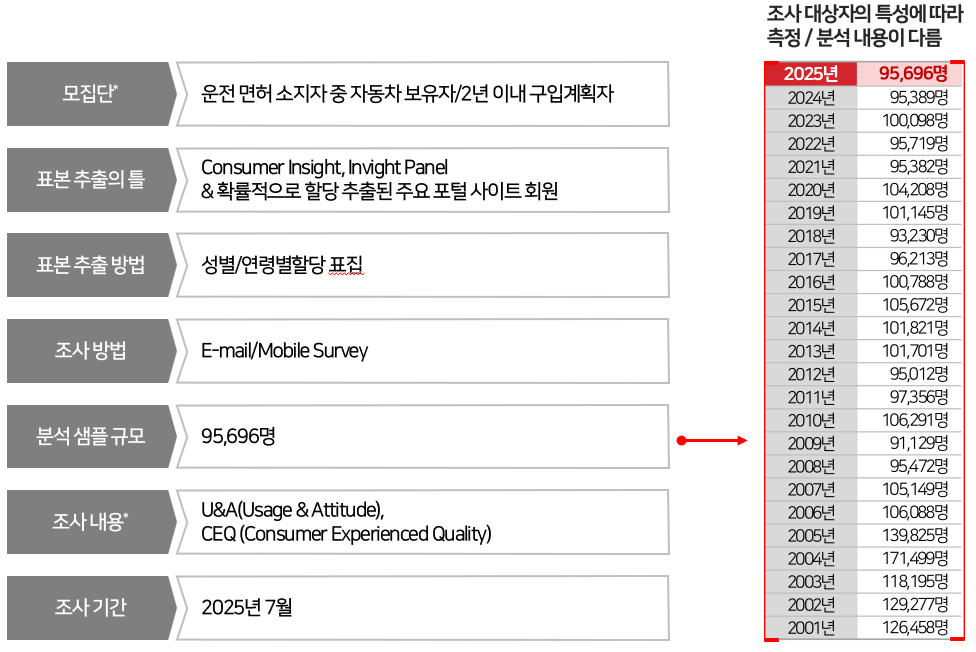 조사 대상자의 특성에 따라
측정 / 분석 내용이 다름
모집단*
운전 면허 소지자 중 자동차 보유자/2년 이내 구입계획자
표본 추출의 틀
Consumer Insight, Invight Panel
& 확률적으로 할당 추출된 주요 포털 사이트 회원
표본 추출 방법
성별/연령별할당 표집
조사 방법
E-mail/Mobile Survey
분석 샘플 규모
95,696명
조사 내용*
U&A(Usage & Attitude),
CEQ (Consumer Experienced Quality)
조사 기간
2025년 7월
2025년 95,696명
2024년 95,389명
2023년 100,098명
2022년 95,719명
2021년 95,382명
2020년 104,208명
2019년 101,145명
2018년 93,230명
2017년 96,213명
2016년 100,788명
2015년 105,672명
2014년 101,821명
2013년 101,701명
2012년 95,012명
2011년 97,356명
2010년 106,291명
2009년 91,129명
2008년 95,472명
2007년 105,149명
2006년 106,088명
2005년 139,825명
2004년 171,499명
2003년 118,195명
2002년 129,277명
2001년 126,458명